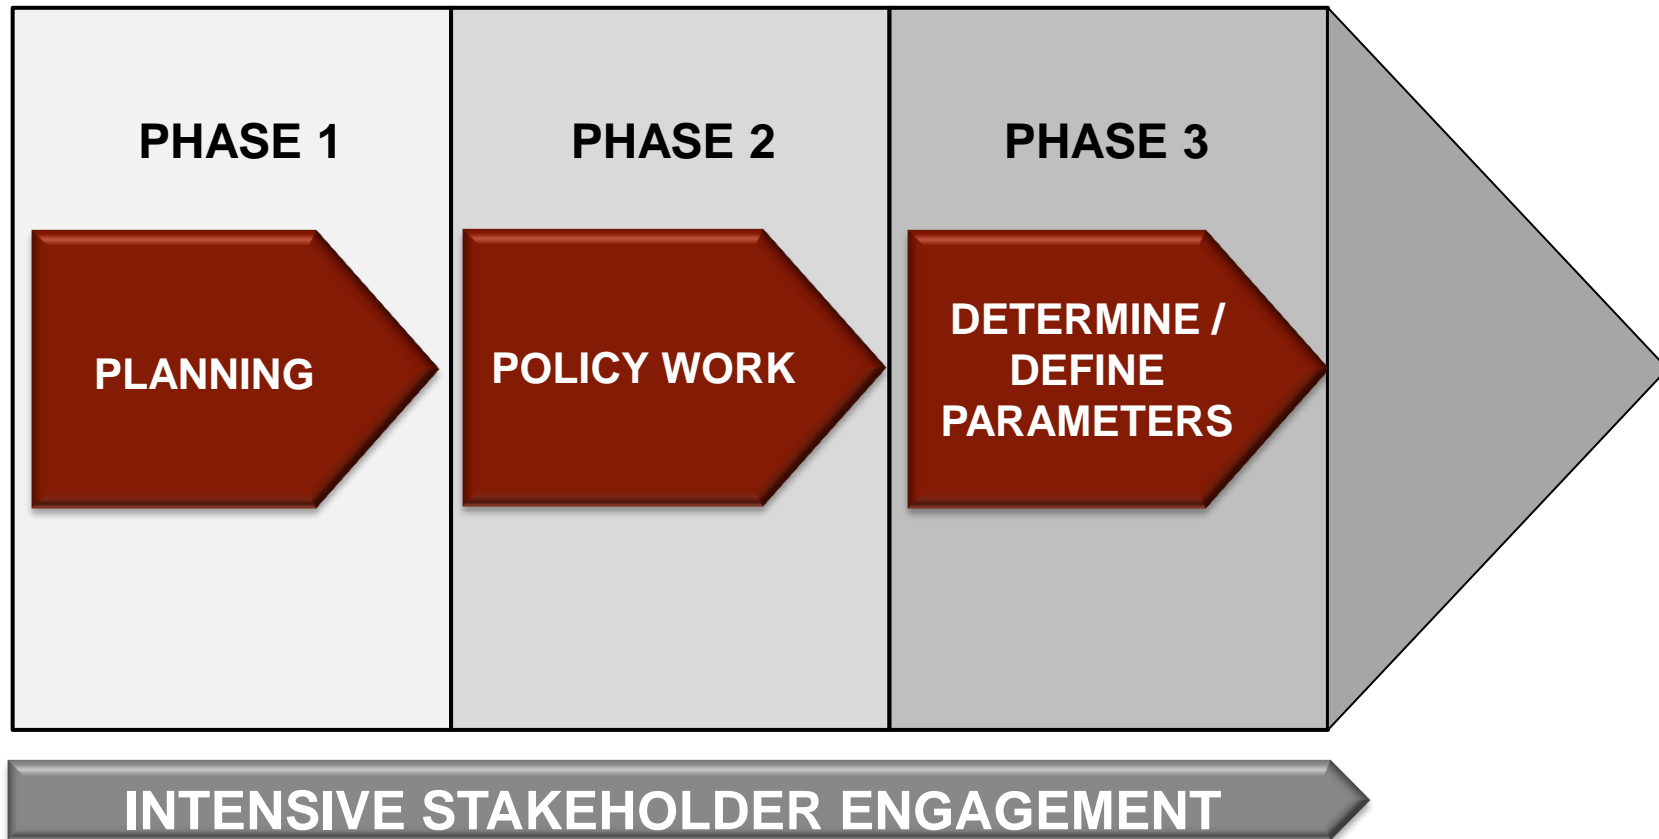 PHASE 1
PLANNING
PHASE 2
POLICY WORK
PHASE 3
DETERMINE /
DEFINE
PARAMETERS
INTENSIVE STAKEHOLDER ENGAGEMENT